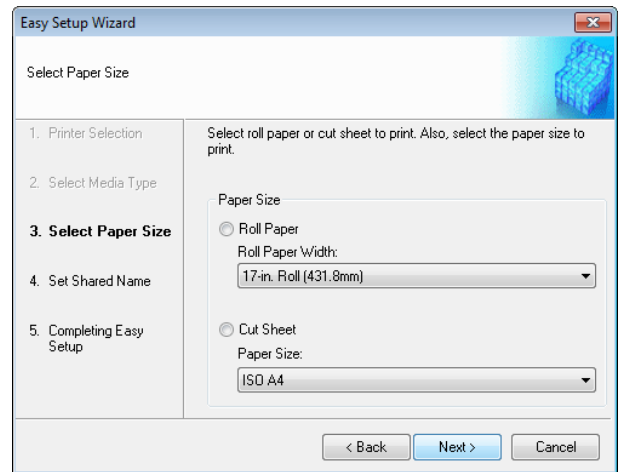 Easy Setup Wizard
Select Paper Size
1. Printer Selection
2. Select Media Type
3. Select Paper Size
4. Set Shared Name
5. Completing Easy
Setup
Select roll paper or cut sheet to print. Also, select the paper size to
print.
Paper Size
Roll Paper
Roll Paper Width:
17-in. Roll (431.8mm)
Cut Sheet
Paper Size:
ISO A4
< Back
Next >
Cancel